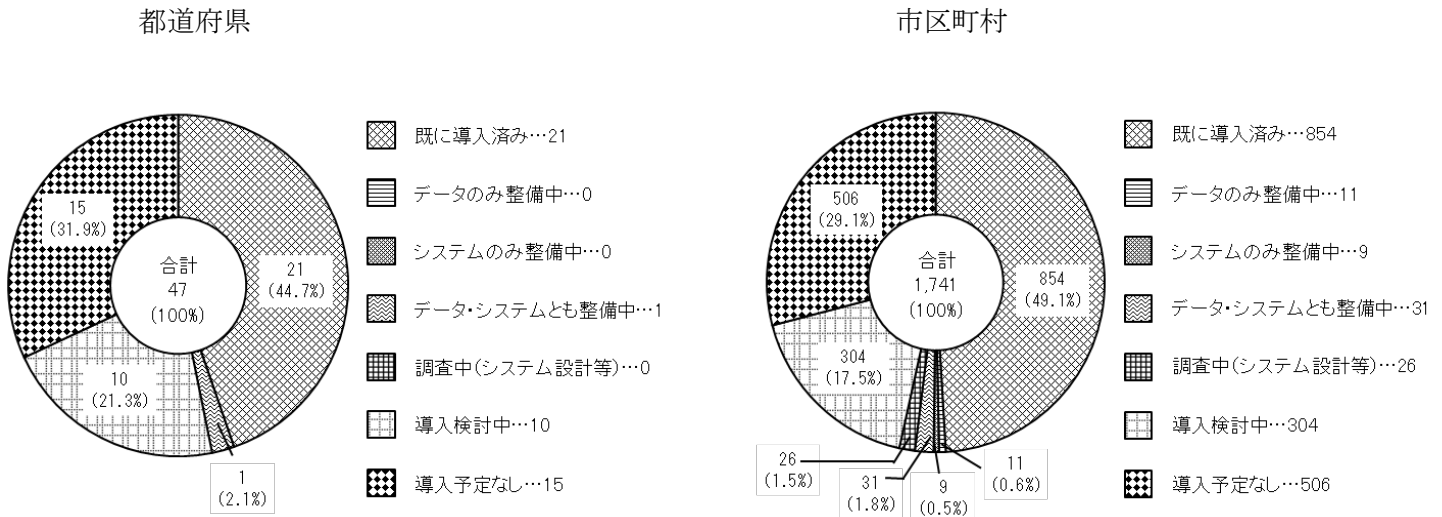 都道府県
15
(31.9%)
合計
47
(100%)
21
(44.7%)
10
(21.3%)
1
(2.1%)
既に導入済み…21
データのみ整備中…0
システムのみ整備中…0
データ・システムとも整備中…1
調査中(システム設計等)…0
導入検討中…10
導入予定なし…15
市区町村
506
(29.1%)
合計
1,741
(100%)
854
(49.1%)
304
(17.5%)
26
(1.5%)
31
(1.8%)
9
(0.5%)
11
(0.6%)
既に導入済み…854
データのみ整備中…11
システムのみ整備中…9
データ・システムとも整備中…31
調査中(システム設計等)…26
導入検討中…304
導入予定なし…506